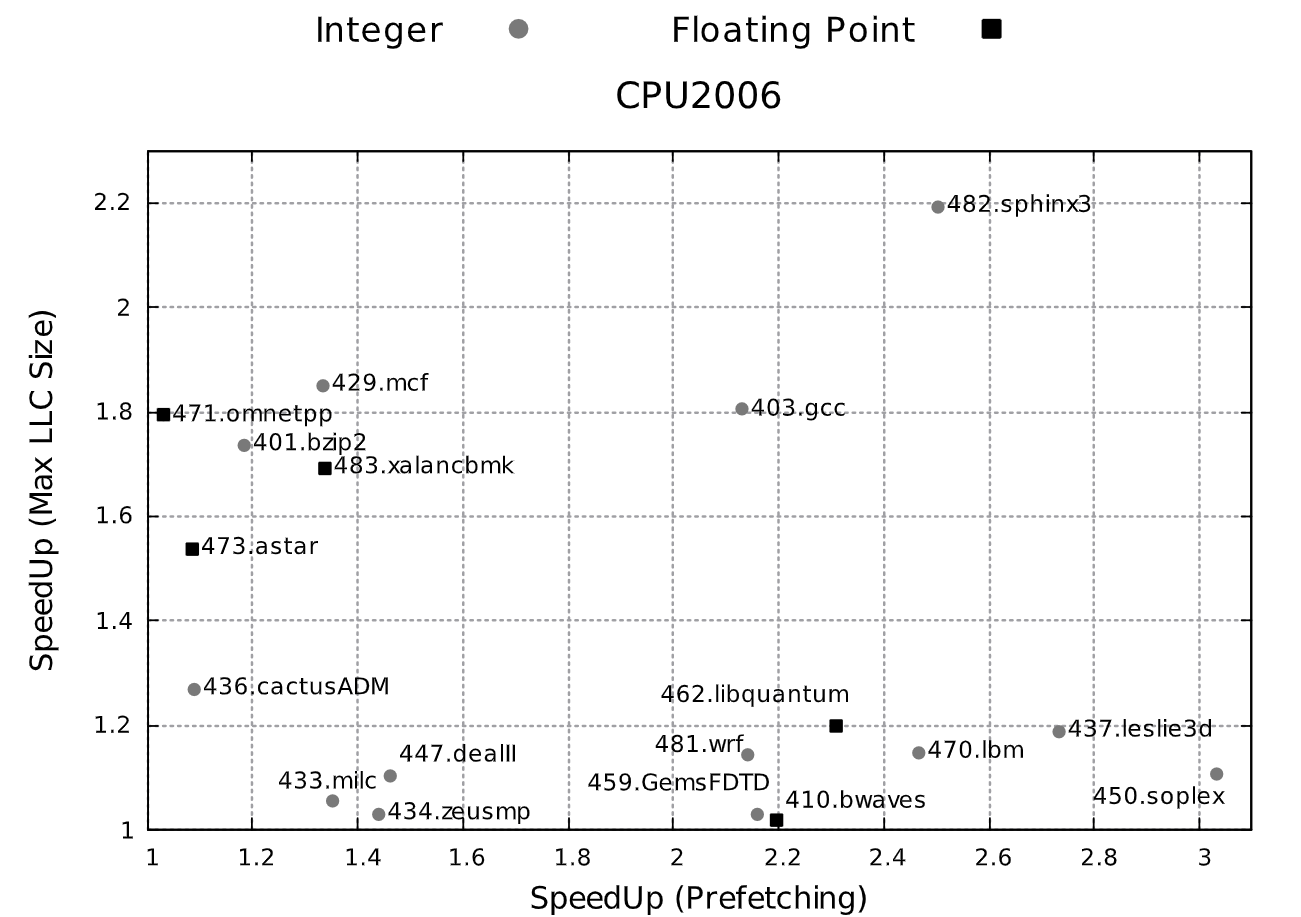 Integer Floating Point
CPU2006
SpeedUp (Max LLC Size)
2.2
2
1.8
1.6
1.4
1.2
1
482.sphinx3
429.mcf
403.gcc
471.omnetpp
401.bzip2
483.xalancbmk
473.astar
436.cactusADM
462.libquantum
437.leslie3d
481.wrf
470.lbm
447.dealII
433.milc
459.GemsFDTD
450.soplex
410.bwaves
434.zeusmp
1 1.2 1.4 1.6 1.8 2 2.2 2.4 2.6 2.8 3
SpeedUp (Prefetching)